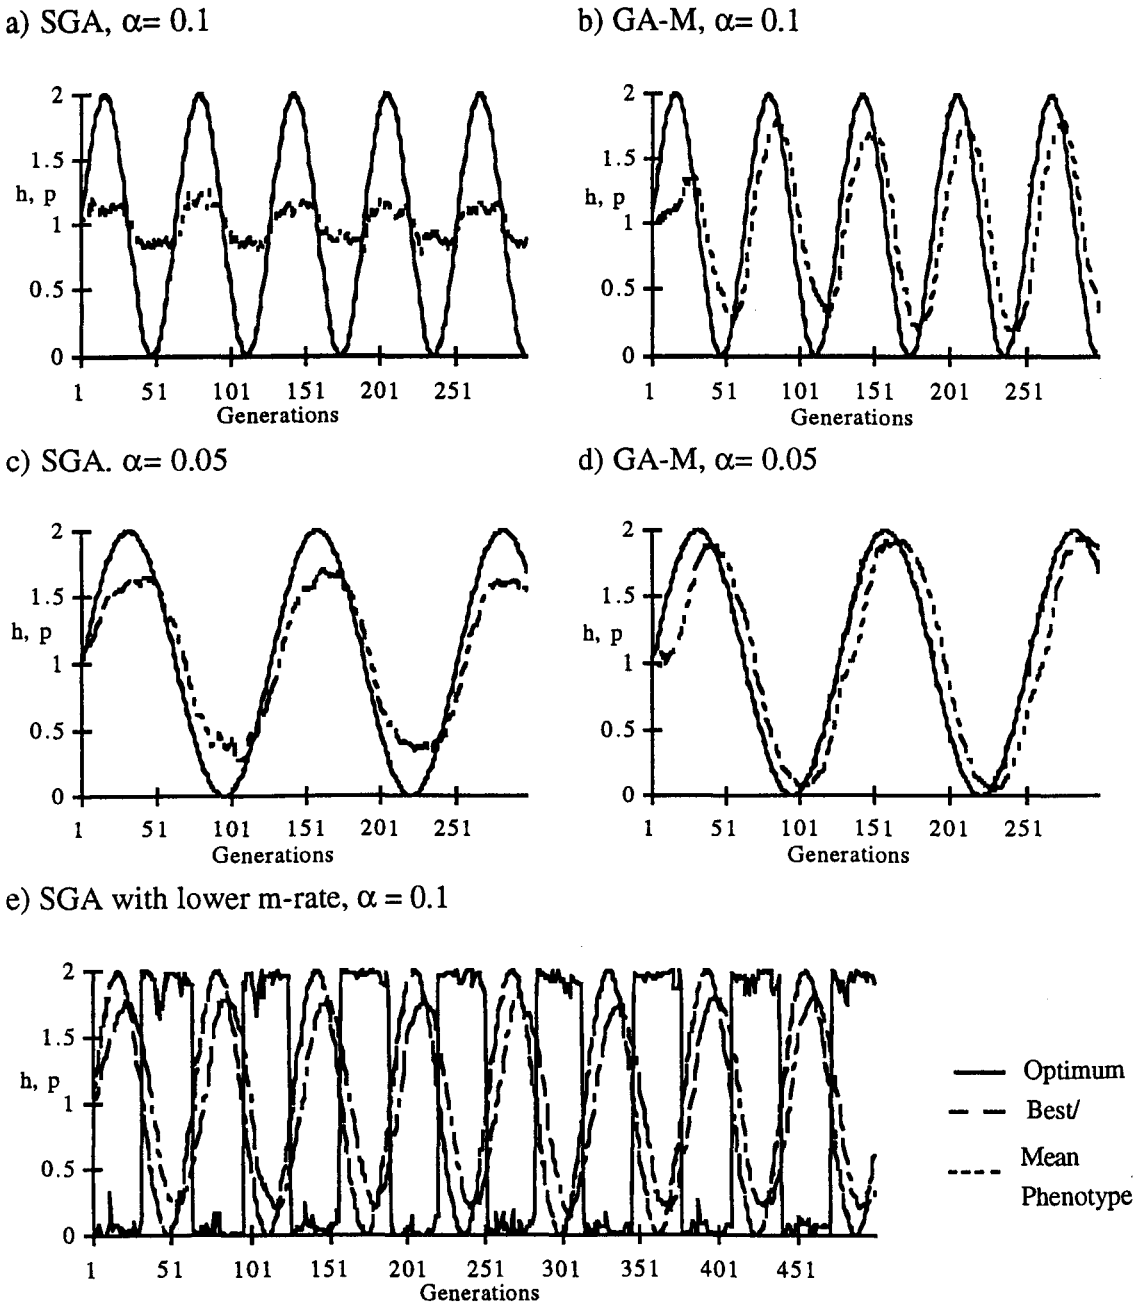 a) SGA, α= 0.1
b) GA-M, α= 0.1
2
1.5
h, p
1
0.5
0
1 51 101 151 201 251
Generations
2
1.5
h, p
1
0.5
0
1 51 101 151 201 251
Generations
c) SGA. α= 0.05
d) GA-M, α= 0.05
2
1.5
h, p
1
0.5
0
1 51 101 151 201 251
Generations
2
1.5
h, p
1
0.5
0
1 51 101 151 201 251
Generations
e) SGA with lower m-rate, α = 0.1
2
1.5
h, p
1
0.5
0
1 51 101 151 201 251 301 351 401 451
Generations
Optimum
Best/
Mean
Phenotype